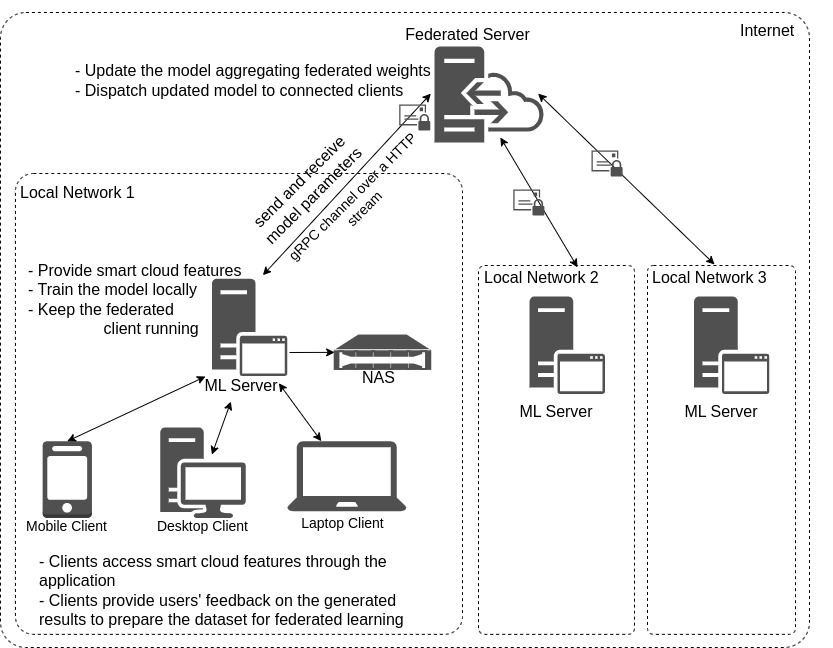 Federated Server
Internet
- Update the model aggregating federated weights
- Dispatch updated model to connected clients
send and receive
model parameters
gRPC channel over a HTTP
stream
Local Network 1
- Provide smart cloud features
- Train the model locally
- Keep the federated
client running
ML Server
NAS
Mobile Client
Desktop Client
Laptop Client
- Clients access smart cloud features through the
application
- Clients provide users' feedback on the generated
results to prepare the dataset for federated learning
Local Network 2
ML Server
Local Network 3
ML Server